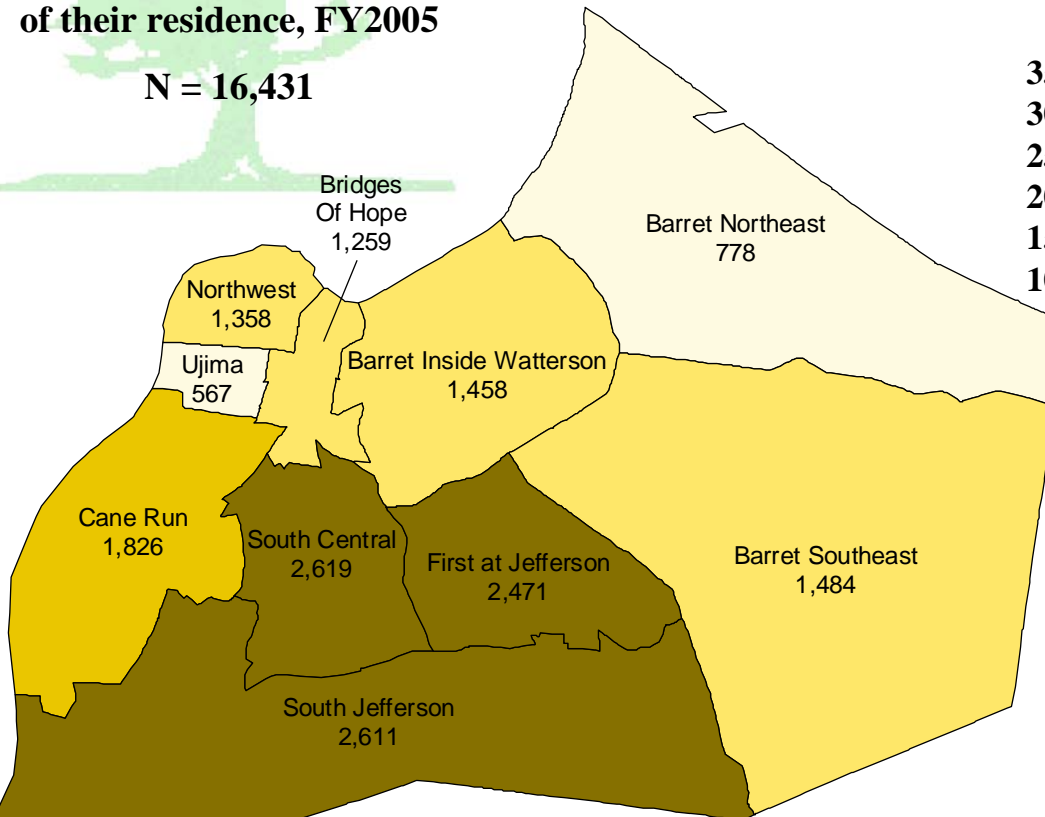 of their residence, FY2005
N = 16,431
Bridges
Of Hope
1,259
Barret Northeast
778
Northwest
1,358
Ujima
567
Barret Inside Watterson
1,458
Cane Run
1,826
South Central
2,619
First at Jefferson
2,471
Barret Southeast
1,484
South Jefferson
2,611